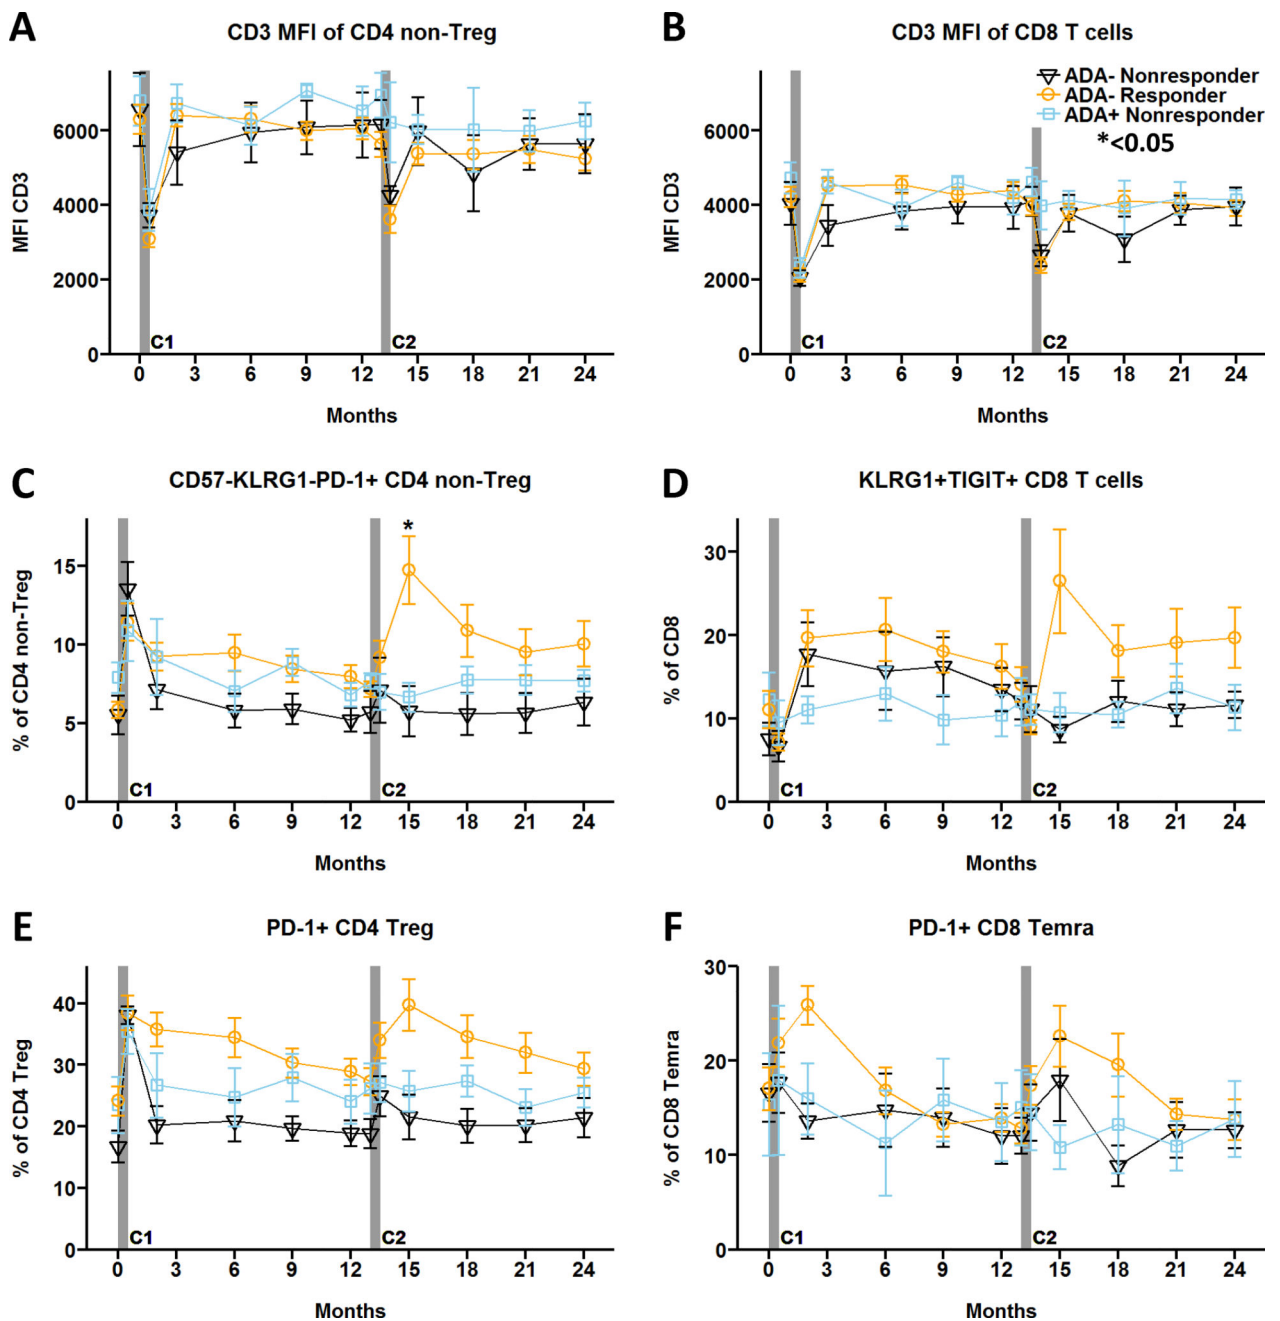 A
CD3 MFI of CD4 non-Treg
MFI CD3
6000
4000
2000
0
C1
C2
0 3 6 9 12 15 18 21 24
Months
B
CD3 MFI of CD8 T cells
ADA- Nonresponder
ADA- Responder
ADA+ Nonresponder
*<0.05
MFI CD3
6000
4000
2000
0
C1
C2
0 3 6 9 12 15 18 21 24
Months
C
CD57-KLRG1-PD-1+ CD4 non-Treg
% of CD4 non-Treg
*
15
10
5
0
C1
C2
0 3 6 9 12 15 18 21 24
Months
D
KLRG1+TIGIT+ CD8 T cells
% of CD8
30
20
10
0
C1
C2
0 3 6 9 12 15 18 21 24
Months
E
PD-1+ CD4 Treg
% of CD4 Treg
40
30
20
10
0
C1
C2
0 3 6 9 12 15 18 21 24
Months
F
PD-1+ CD8 Temra
% of CD8 Temra
30
20
10
0
C1
C2
0 3 6 9 12 15 18 21 24
Months